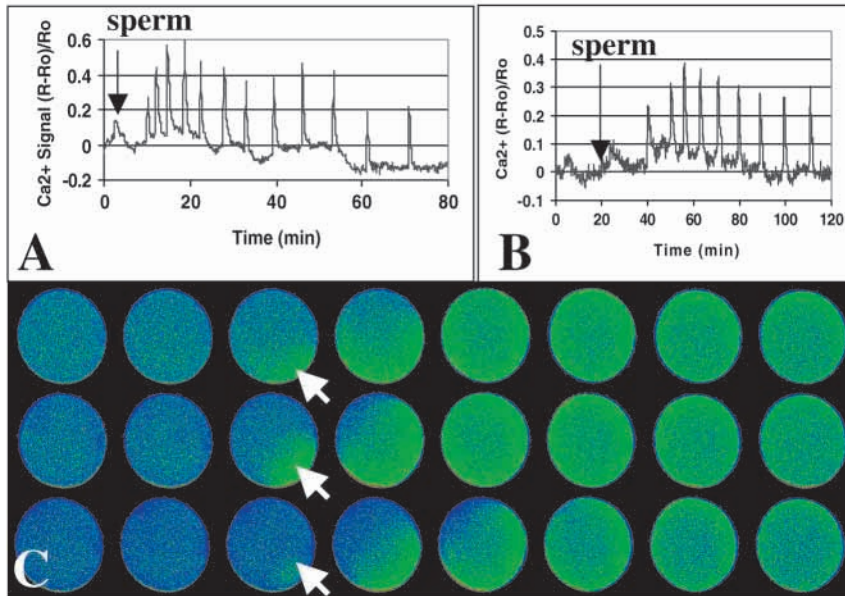 sperm
Ca2+ Signal (R-Ro)/Ro
0.6
0.4
0.2
0
-0.2
0 20 40 60 80
Time (min)
A
sperm
Ca2+ (R-Ro)/Ro
0.5
0.4
0.3
0.2
0.1
0
-0.1
0 20 40 60 80 100 120
Time (min)
B
C